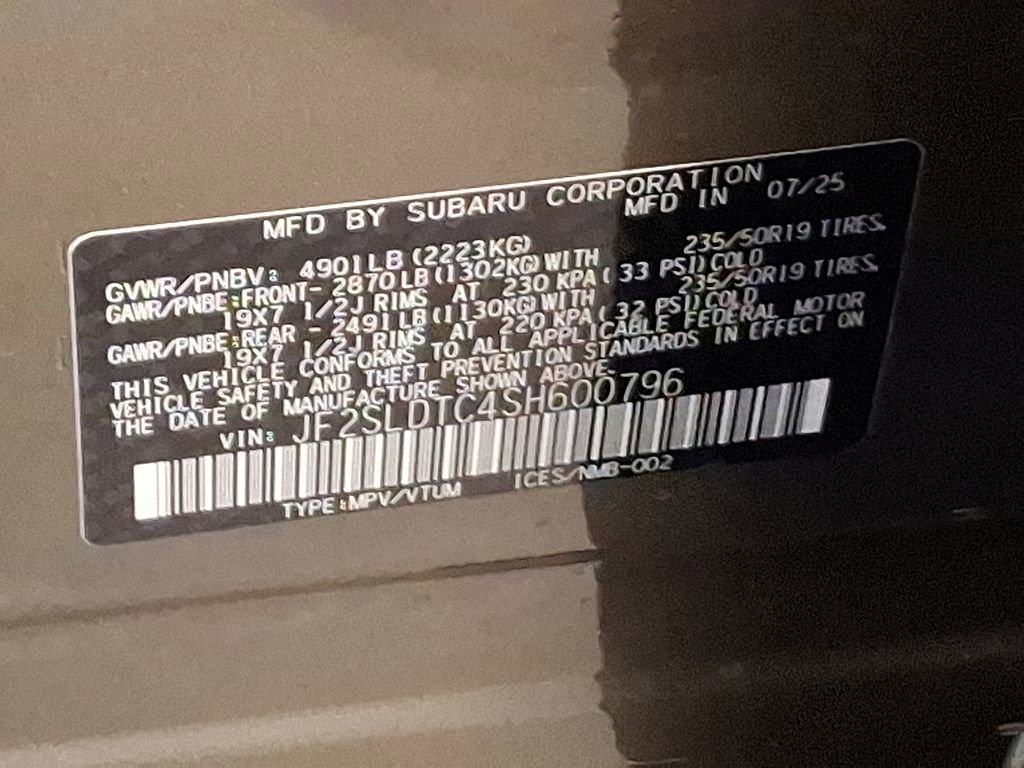 MFD BY SUBARU CORPORATION
MFD IN 07/25
GVWR/PNBV: 4901LB (2223KG)
GAWR/PNBE:FRONT- 2870LB(1302KG)WITH 235/50R19 TIRES,
19X7 1/2J RIMS AT 230 KPA( 33 PSI)COLD
GAWR/PNBE:REAR - 2491LB(1130KG)WITH 235/50R19 TIRES,
19X7 1/2J RIMS AT 220 KPA( 32 PSI)COLD
THIS VEHICLE CONFORMS TO ALL APPLICABLE FEDERAL MOTOR
VEHICLE SAFETY AND THEFT PREVENTION STANDARDS IN EFFECT ON
THE DATE OF MANUFACTURE SHOWN ABOVE.
VIN: JF2SLDTC4SH600796
TYPE:MPV/VTUM ICES/NMB-002